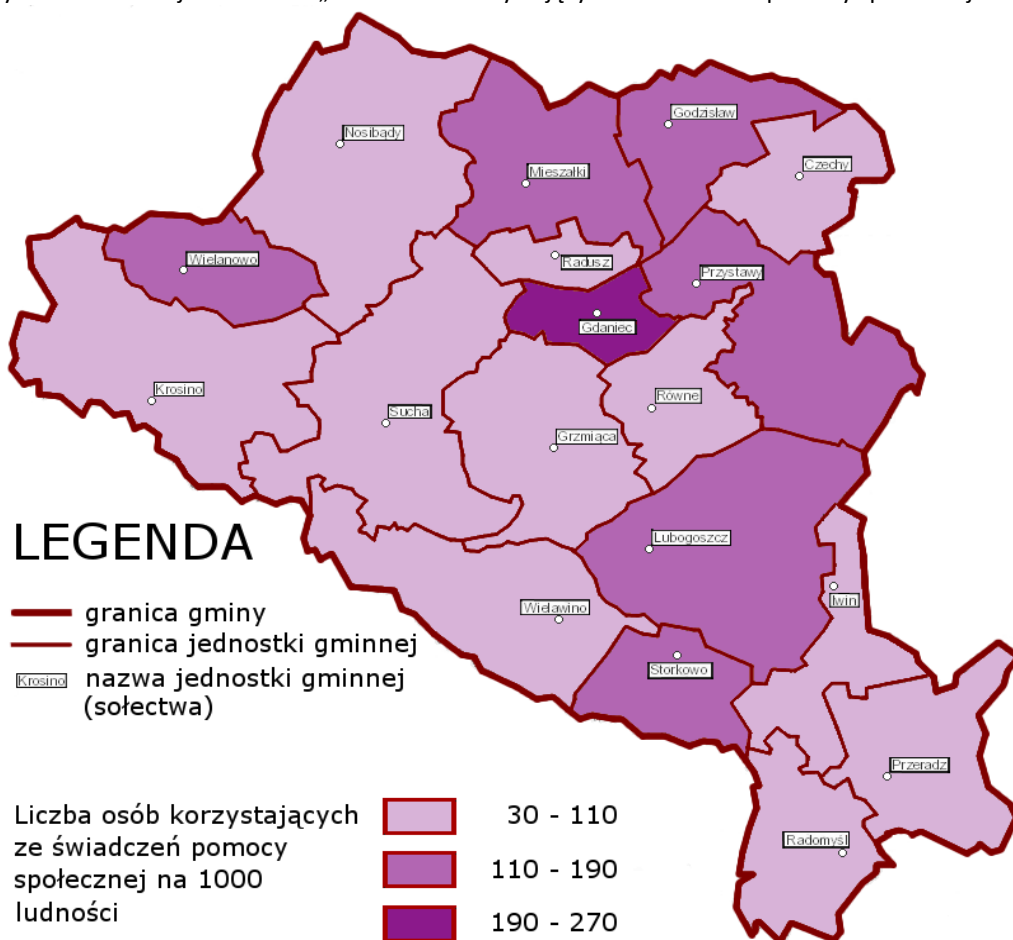 Nosibądy
Godzisław
Mieszałki
Czechy
Wielanowo
Radusz
Przystawy
Gdaniec
Krosino
Sucha
Równe
Grzmiąca
Lubogoszcz
Iwin
Wielawino
Storkowo
Przeradz
Radomyśl
LEGENDA
granica gminy
granica jednostki gminnej
Krosino nazwa jednostki gminnej
(sołectwa)
Liczba osób korzystających
ze świadczeń pomocy
społecznej na 1000
ludności
30 - 110
110 - 190
190 - 270